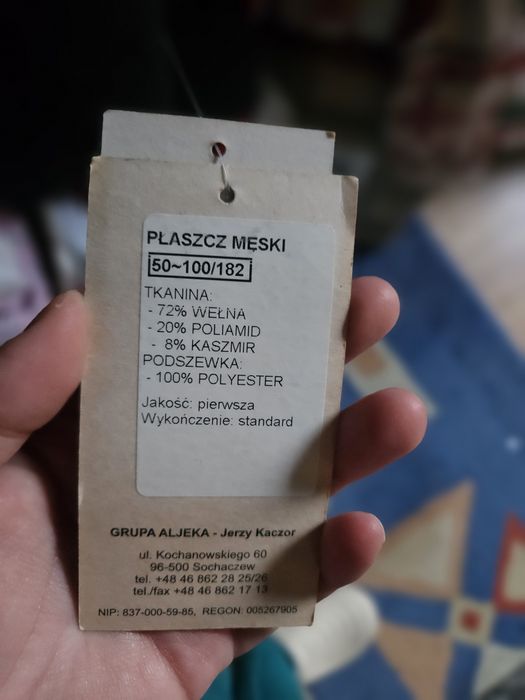 PŁASZCZ MĘSKI
50~100/182
TKANINA:
- 72% WEŁNA
- 20% POLIAMID
- 8% KASZMIR
PODSZEWKA:
- 100% POLYESTER
Jakość: pierwsza
Wykończenie: standard
GRUPA ALJEKA - Jerzy Kaczor
ul. Kochanowskiego 60
96-500 Sochaczew
tel. +48 46 862 28 25/26
tel./fax +48 46 862 17 13
NIP: 837-000-59-85, REGON: 005267905